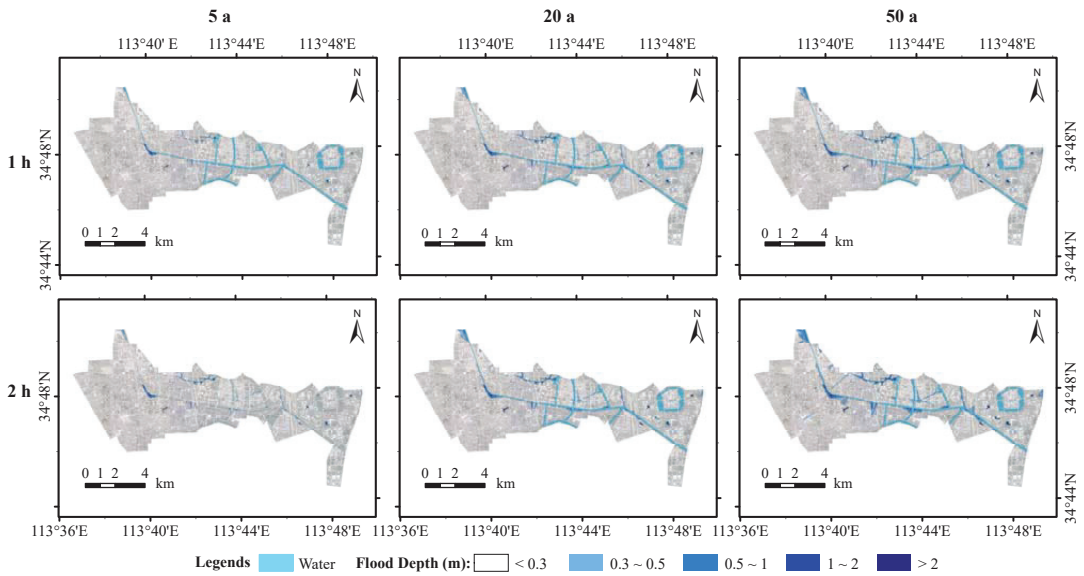 5 a 20 a 50 a
113°40' E 113°44'E 113°48'E 113°40'E 113°44'E 113°48'E 113°40'E 113°44'E 113°48'E
N N N
1 h
34°48'N 34°48'N
0 1 2 4 km 0 1 2 4 km 0 1 2 4 km
34°44'N 34°44'N
N N N
2 h
34°48'N 34°48'N
0 1 2 4 km 0 1 2 4 km 0 1 2 4 km
34°44'N 34°44'N
113°36'E 113°40'E 113°44'E 113°48'E 113°36'E 113°40'E 113°44'E 113°48'E 113°36'E 113°40'E 113°44'E 113°48'E
Legends Water Flood Depth (m): < 0.3 0.3 ~ 0.5 0.5 ~ 1 1 ~ 2 > 2